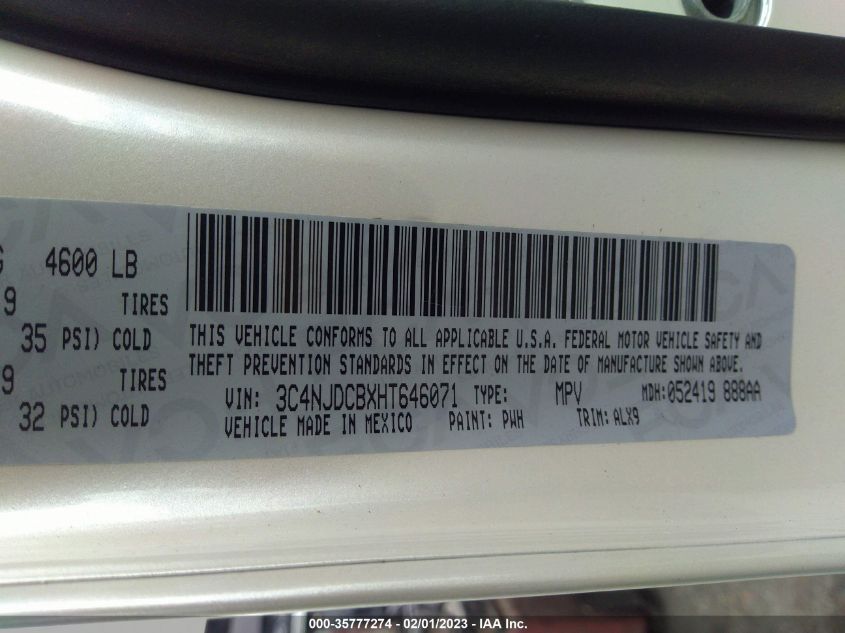 G 4600 LB
9 TIRES
35 PSI) COLD
9 TIRES
32 PSI) COLD
THIS VEHICLE CONFORMS TO ALL APPLICABLE U.S.A. FEDERAL MOTOR VEHICLE SAFETY AND
THEFT PREVENTION STANDARDS IN EFFECT ON THE DATE OF MANUFACTURE SHOWN ABOVE.
VIN: 3C4NJDCBXHT646071 TYPE: MPV MDH: 052419 888AA
VEHICLE MADE IN MEXICO PAINT: PWH TRIM: ALX9
000-35777274 - 02/01/2023 - IAA Inc.